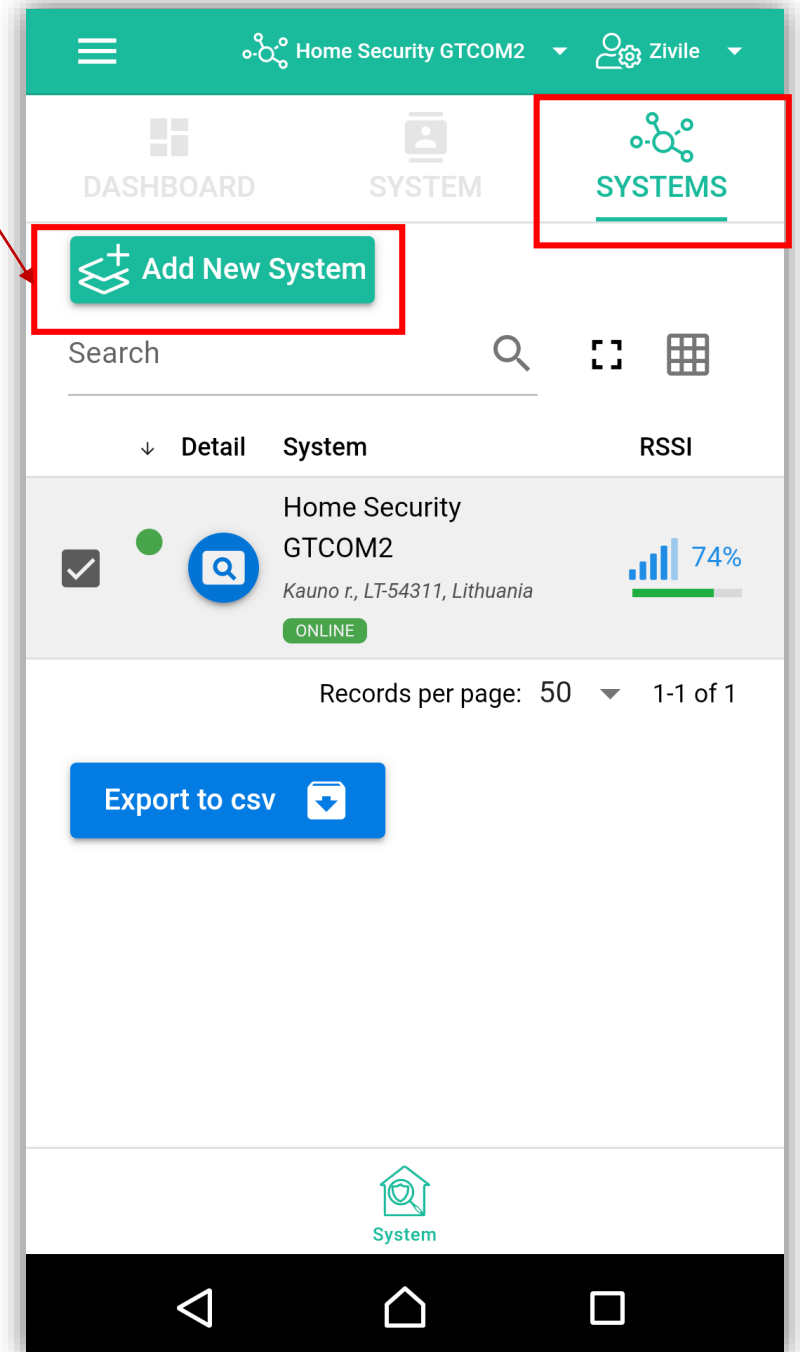 Home Security GTCOM2 Zivile
DASHBOARD SYSTEM SYSTEMS
Add New System
Search
Detail System RSSI
Home Security
GTCOM2
74%
Kauno r., LT-54311, Lithuania
ONLINE
Records per page: 50 1-1 of 1
Export to csv
System